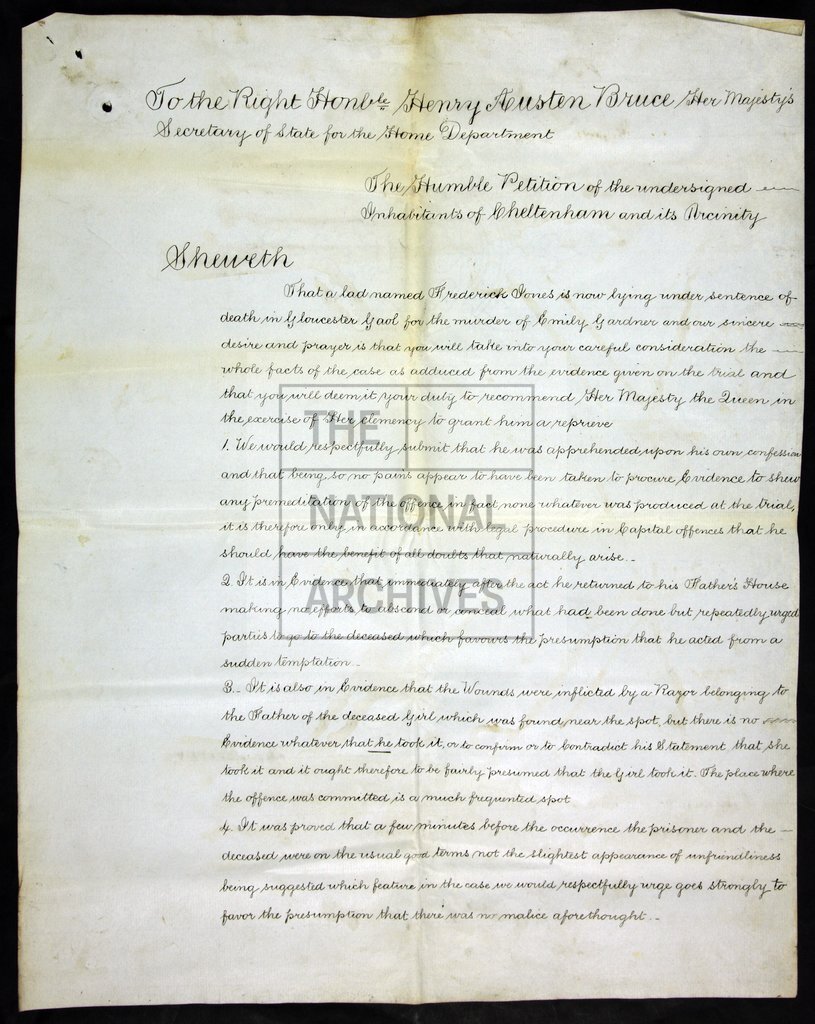 To the Right Honble Henry Austen Bruce Her Majesty's
Secretary of State for the Home Department
The Humble Petition of the undersigned
Inhabitants of Cheltenham and its Vicinity
Sheweth
That a lad named Frederick Jones is now lying under sentence of
death in Gloucester Gaol for the murder of Emily Gardner and our sincere
desire and prayer is that you will take into your careful consideration the
whole facts of the case as adduced from the evidence given on the trial and
that you will deem it your duty to recommend Her Majesty the Queen in
the exercise of Her clemency to grant him a reprieve
1. We would respectfully submit that he was apprehended upon his own confession
and that being so no pains appear to have been taken to procure Evidence to shew
any premeditation of the offence in fact none whatever was produced at the trial,
it is therefore only in accordance with legal procedure in Capital offences that he
should have the benefit of all doubts that naturally arise.
2. It is in Evidence that immediately after the act he returned to his Father's House
making no efforts to abscond or conceal what had been done but repeatedly urged
parties to go to the deceased which favours the presumption that he acted from a
sudden temptation
3. It is also in Evidence that the Wounds were inflicted by a Razor belonging to
the Father of the deceased Girl which was found near the spot, but there is no
Evidence whatever that he took it, or to confirm or to Contradict his Statement that she
took it and it ought therefore to be fairly presumed that the Girl took it. The place where
the offence was committed is a much frequented spot
4. It was proved that a few minutes before the occurrence the prisoner and the
deceased were on the usual good terms not the slightest appearance of unfriendliness
being suggested which feature in the case we would respectfully urge goes strongly to
favor the presumption that there was no malice aforethought.
THE
NATIONAL
ARCHIVES